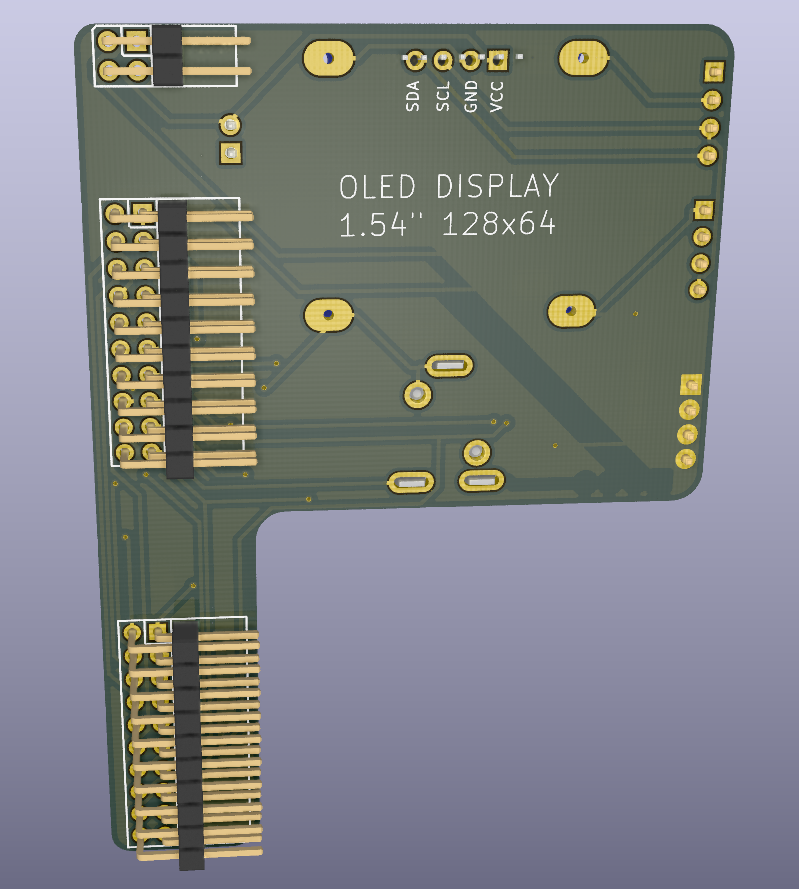 SDA
SCL
GND
VCC
OLED DISPLAY
1.54" 128x64